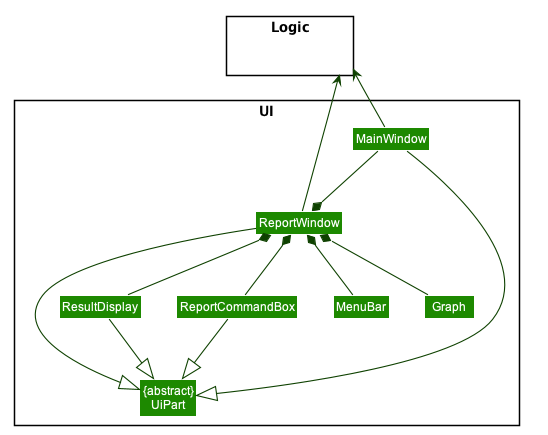 Logic
UI
MainWindow
ReportWindow
ResultDisplay
ReportCommandBox
MenuBar
Graph
{abstract}
UiPart